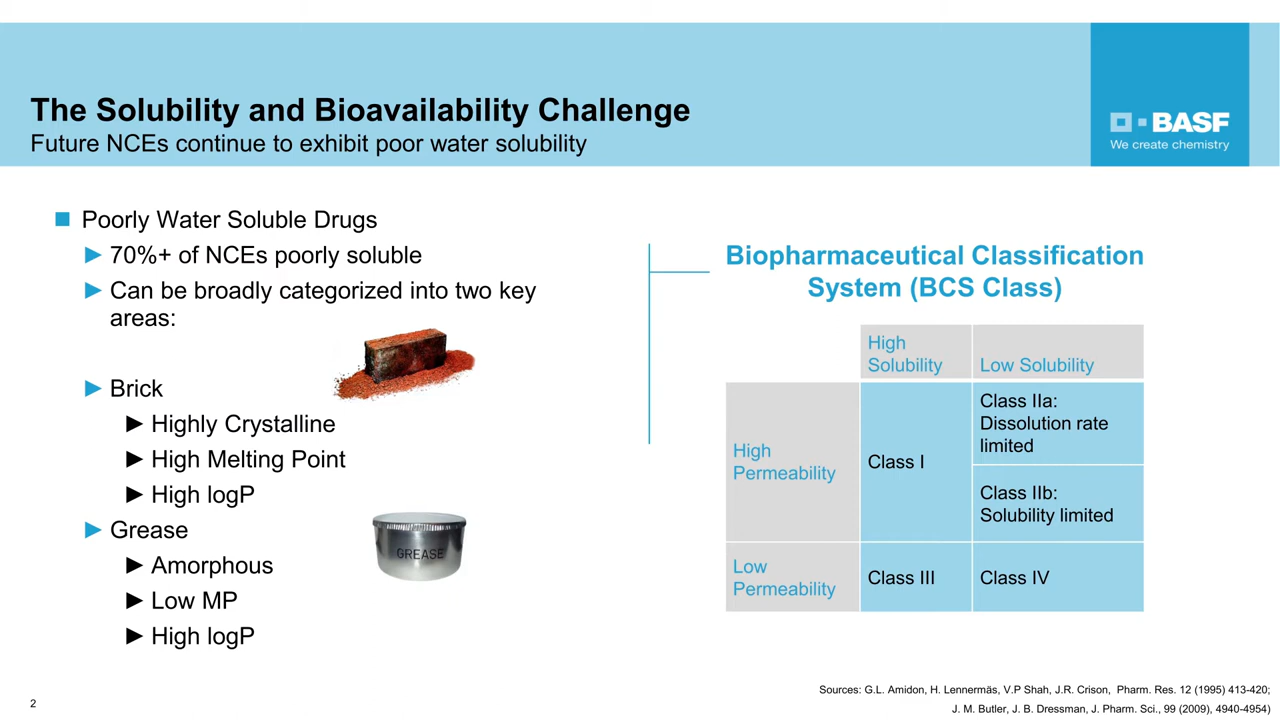 The Solubility and Bioavailability Challenge
Future NCEs continue to exhibit poor water solubility
BASF
We create chemistry
Poorly Water Soluble Drugs
70%+ of NCEs poorly soluble
Can be broadly categorized into two key
areas:
Brick
Highly Crystalline
High Melting Point
High logP
Grease
GREASE
Amorphous
Low MP
High logP
Biopharmaceutical Classification
System (BCS Class)
High
Solubility
Low Solubility
High
Permeability
Class I
Class IIa:
Dissolution rate
limited
Class IIb:
Solubility limited
Low
Permeability
Class III
Class IV
2
Sources: G.L. Amidon, H. Lennermäs, V.P Shah, J.R. Crison, Pharm. Res. 12 (1995) 413-420;
J. M. Butler, J. B. Dressman, J. Pharm. Sci., 99 (2009), 4940-4954)